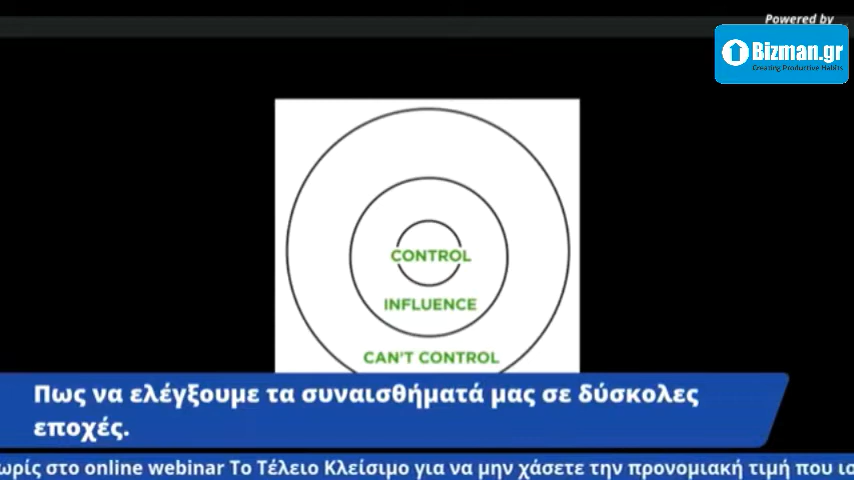 Powered by
Bizman.gr
Creating Productive Habits
CONTROL
INFLUENCE
CAN'T CONTROL
Πως να ελέγξουμε τα συναισθήματά μας σε δύσκολες
εποχές.
στο online webinar Το Τέλειο Κλείσιμο για να μην χάσετε την προνομιακή τιμή που